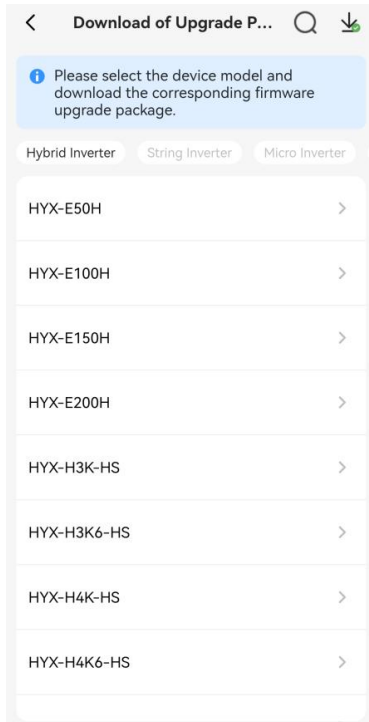 Download of Upgrade P...
Please select the device model and
download the corresponding firmware
upgrade package.
Hybrid Inverter String Inverter Micro Inverter
HYX-E50H
HYX-E100H
HYX-E150H
HYX-E200H
HYX-H3K-HS
HYX-H3K6-HS
HYX-H4K-HS
HYX-H4K6-HS